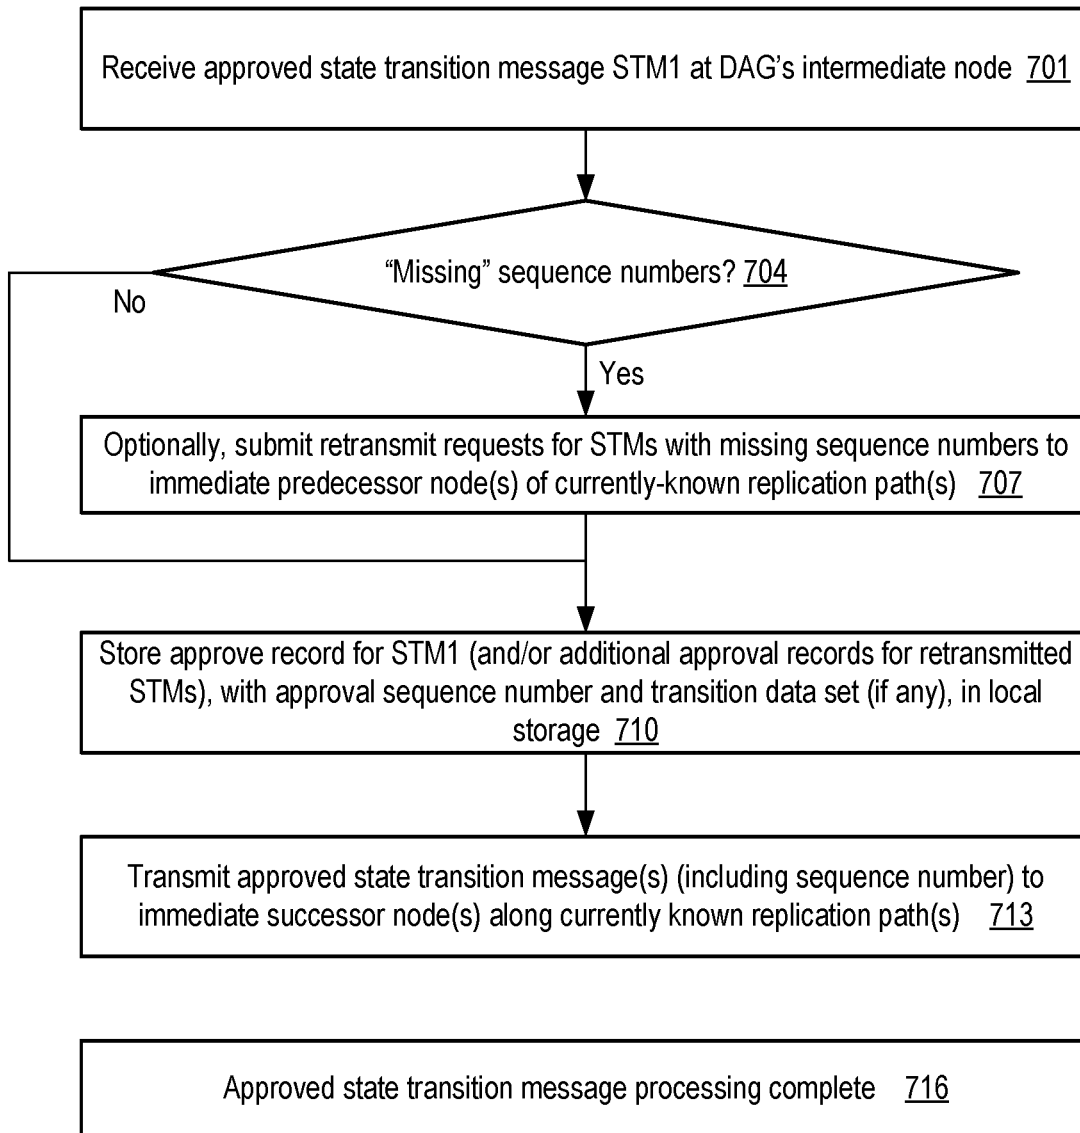 Receive approved state transition message STM1 at DAG’s intermediate node 701
“Missing” sequence numbers? 704
No
Yes
Optionally, submit retransmit requests for STMs with missing sequence numbers to
immediate predecessor node(s) of currently-known replication path(s) 707
Store approve record for STM1 (and/or additional approval records for retransmitted
STMs), with approval sequence number and transition data set (if any), in local
storage 710
Transmit approved state transition message(s) (including sequence number) to
immediate successor node(s) along currently known replication path(s) 713
Approved state transition message processing complete 716